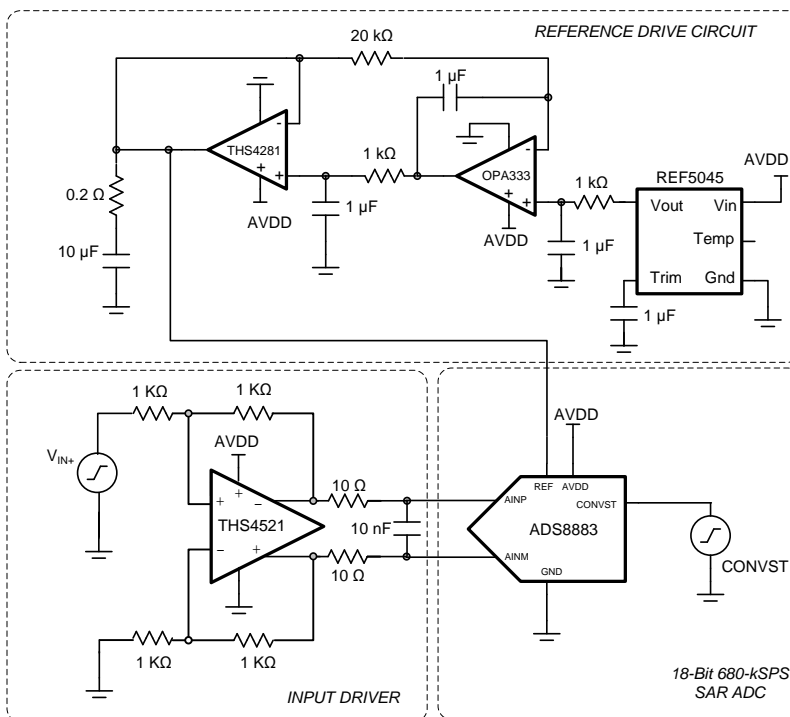 REFERENCE DRIVE CIRCUIT
20 kΩ
1 µF
-
THS4281
+
+
AVDD
1 kΩ
1 µF
-
OPA333
+
+
AVDD
1 kΩ
1 µF
REF5045
AVDD
Vout
Vin
Temp
Trim
Gnd
1 µF
0.2 Ω
10 µF
1 KΩ
1 KΩ
VIN+
AVDD
+
+
−
THS4521
−
+
10 Ω
10 nF
10 Ω
1 KΩ
1 KΩ
INPUT DRIVER
AVDD
REF
AVDD
CONVST
AINP
ADS8883
AINM
GND
CONVST
18-Bit 680-kSPS
SAR ADC